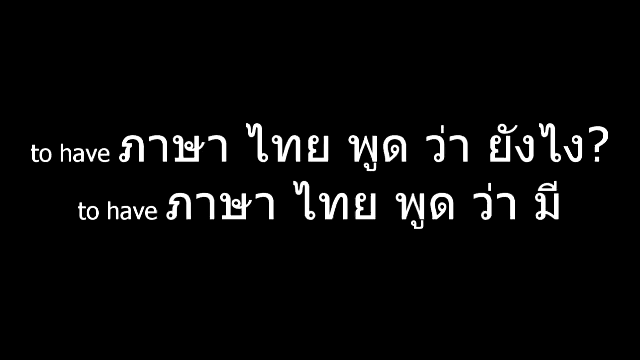 to have ภาษา ไทย พูด ว่า ยังไง?
to have ภาษา ไทย พูด ว่า มี